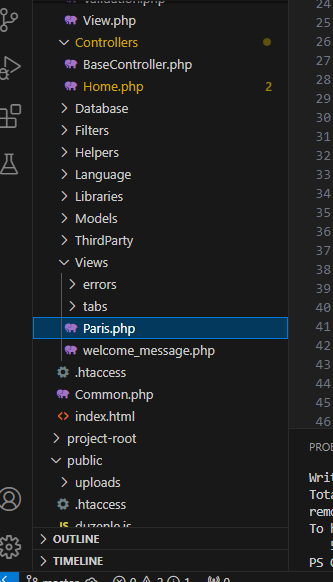 Validation.php
View.php
Controllers
BaseController.php
Home.php 2
Database
Filters
Helpers
Language
Libraries
Models
ThirdParty
Views
errors
tabs
Paris.php
welcome_message.php
.htaccess
Common.php
index.html
project-root
public
uploads
.htaccess
JS duzenle.js
OUTLINE
TIMELINE
24
25
26
27
28
29
30
31
32
33
34
35
36
37
38
39
40
41
42
43
44
45
46
PROB
Writ
Tota
remo
To h
PS C
master 0 2 1 0